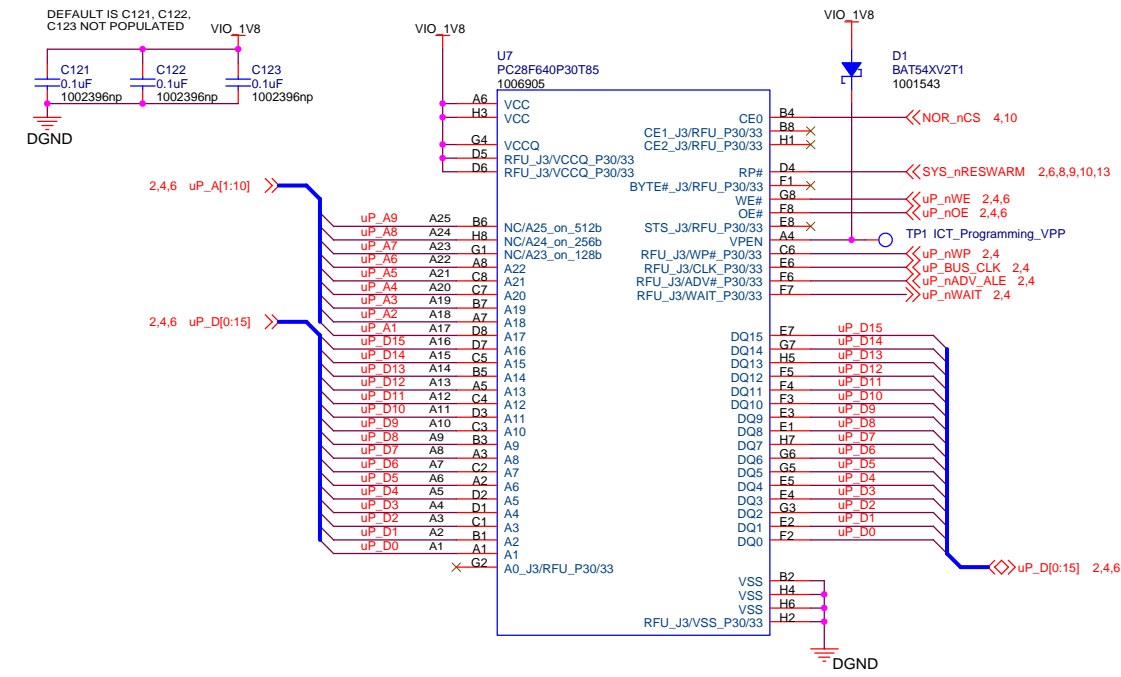 DEFAULT IS C121, C122,
C123 NOT POPULATED
VIO_1V8
C121
0.1uF
1002396np
C122
0.1uF
1002396np
C123
0.1uF
1002396np
DGND
VIO_1V8
VIO_1V8
U7
PC28F640P30T85
1006905
D1
BAT54XV2T1
1001543
A6 VCC
H3 VCC
G4 VCCQ
D5 RFU_J3/VCCQ_P30/33
D6 RFU_J3/VCCQ_P30/33
2,4,6 uP_A[1:10]
uP_A9 A25 B6 NC/A25_on_512b
uP_A8 A24 H8 NC/A24_on_256b
uP_A7 A23 G1 NC/A23_on_128b
uP_A6 A22 A8 A22
uP_A5 A21 C8 A21
uP_A4 A20 C7 A20
uP_A3 A19 B7 A19
uP_A2 A18 A7 A18
2,4,6 uP_D[0:15]
uP_A1 A17 D8 A17
uP_D15 A16 D7 A16
uP_D14 A15 C5 A15
uP_D13 A14 B5 A14
uP_D12 A13 A5 A13
uP_D11 A12 C4 A12
uP_D10 A11 D3 A11
uP_D9 A10 C3 A10
uP_D8 A9 B3 A9
uP_D7 A8 A3 A8
uP_D6 A7 C2 A7
uP_D5 A6 A2 A6
uP_D4 A5 D2 A5
uP_D3 A4 D1 A4
uP_D2 A3 C1 A3
uP_D1 A2 B1 A2
uP_D0 A1 A1 A1
G2 A0_J3/RFU_P30/33
CE0 B4 NOR_nCS 4,10
CE1_J3/RFU_P30/33 B8
CE2_J3/RFU_P30/33 H1
RP# D4 SYS_nRESWARM 2,6,8,9,10,13
BYTE#_J3/RFU_P30/33 F1
WE# G8 uP_nWE 2,4,6
OE# F8 uP_nOE 2,4,6
STS_J3/RFU_P30/33 E8
VPEN A4 TP1 ICT_Programming_VPP
RFU_J3/WP#_P30/33 C6 uP_nWP 2,4
RFU_J3/CLK_P30/33 E6 uP_BUS_CLK 2,4
RFU_J3/ADV#_P30/33 F6 uP_nADV_ALE 2,4
RFU_J3/WAIT_P30/33 F7 uP_nWAIT 2,4
DQ15 E7 uP_D15
DQ14 G7 uP_D14
DQ13 H5 uP_D13
DQ12 F5 uP_D12
DQ11 F4 uP_D11
DQ10 F3 uP_D10
DQ9 E3 uP_D9
DQ8 E1 uP_D8
DQ7 H7 uP_D7
DQ6 G6 uP_D6
DQ5 G5 uP_D5
DQ4 E5 uP_D4
DQ3 E4 uP_D3
DQ2 G3 uP_D2
DQ1 E2 uP_D1
DQ0 F2 uP_D0
uP_D[0:15] 2,4,6
VSS B2
VSS H4
VSS H6
RFU_J3/VSS_P30/33 H2
DGND